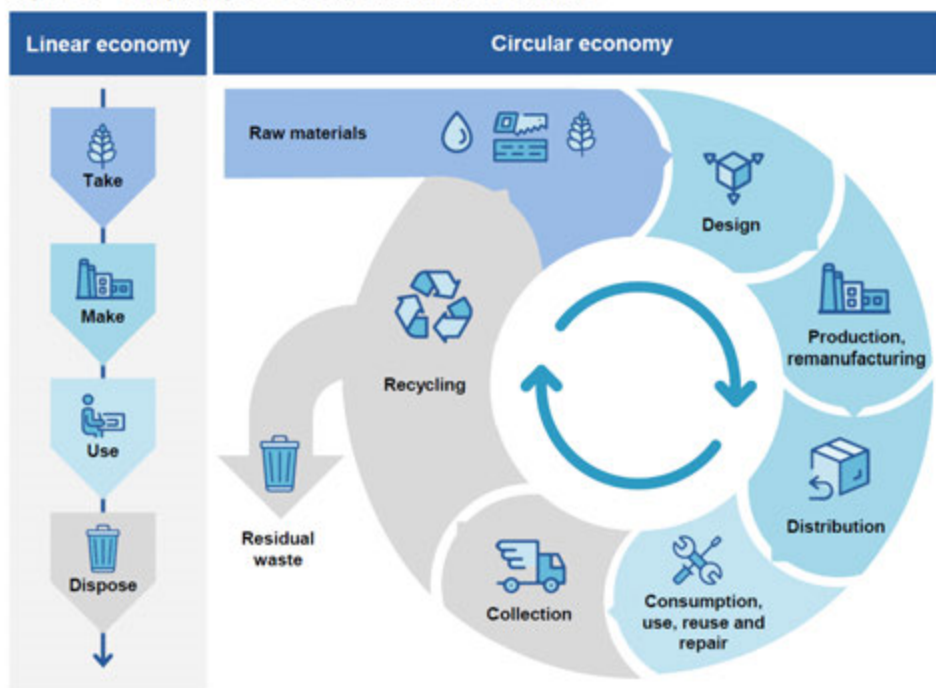 Linear economy
Circular economy
Take
Make
Use
Dispose
Raw materials
Design
Production,
remanufacturing
Distribution
Consumption,
use, reuse and
repair
Collection
Recycling
Residual
waste